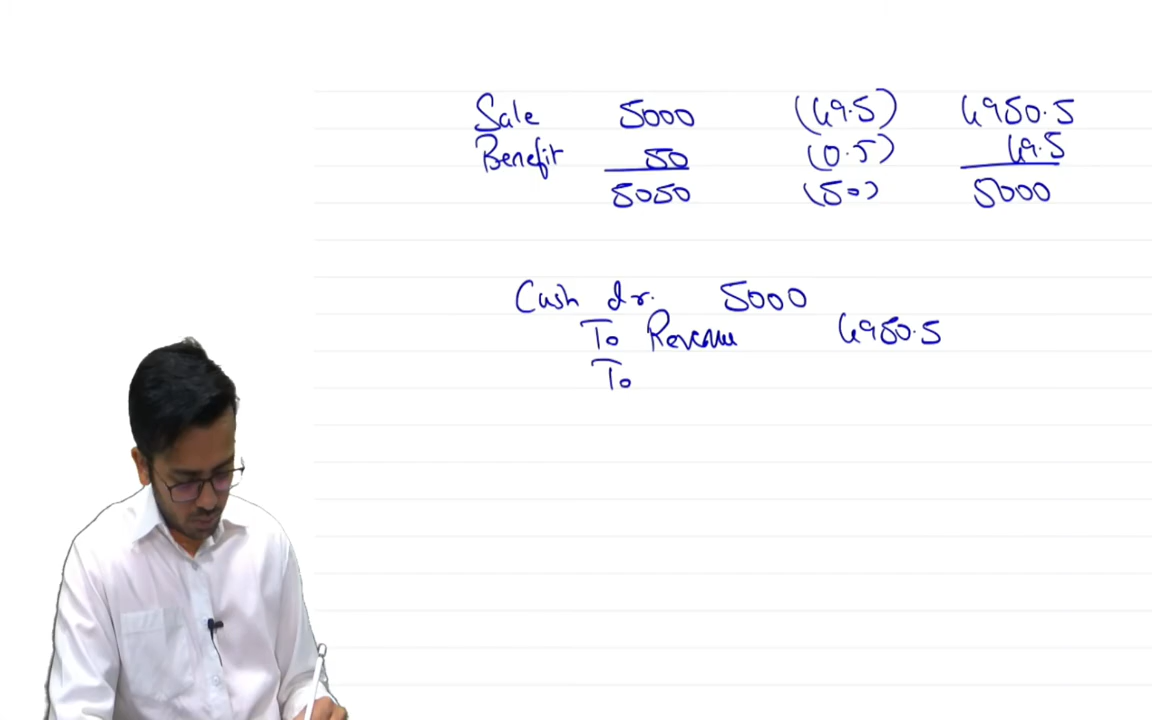 Sale 5000 (49.5) 4950.5
Benefit 50 (0.5) 49.5
5050 (50) 5000
Cash dr. 5000
To Revenue 4950.5
To